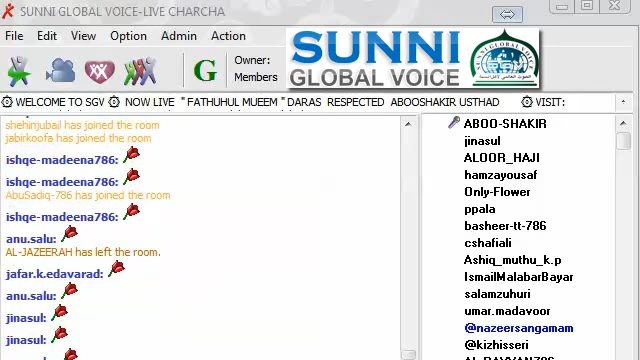 SUNNI GLOBAL VOICE-LIVE CHARCHA
File Edit View Option Admin Action
G Owner:
Members
SUNNI
GLOBAL VOICE
WELCOME TO SGV NOW LIVE "FATHUHUL MUEEM" DARAS RESPECTED ABOOSHAKIR USTHAD VISIT:
shehinjubail has joined the room
jabirkoofa has joined the room
ishqe-madeena786:
ishqe-madeena786:
AbuSadiq-786 has joined the room
ishqe-madeena786:
anu.salu:
AL-JAZEERAH has left the room.
jafar.k.edavarad:
anu.salu:
jinasul:
jinasul:
jinasul:
ABOO-SHAKIR
jinasul
ALOOR_HAJI
hamzayousaf
Only-Flower
ppala
basheer-tt-786
cshafiali
Ashiq_muthu_k.p
IsmailMalabarBayar
salamzuhuri
umar.madavoor
@nazeersangamam
@kizhisseri
AL-RAYYAN786